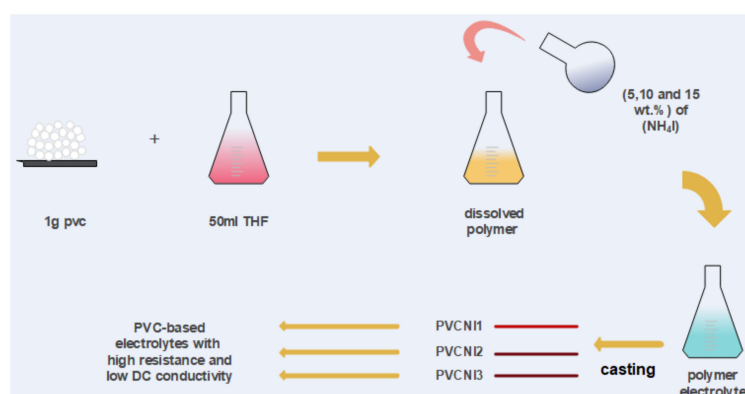 +
1g pvc
50ml THF
dissolved
polymer
(5,10 and 15
wt.% ) of
(NH₄I)
polymer
electrolyte
casting
PVCNI1
PVCNI2
PVCNI3
PVC-based
electrolytes with
high resistance and
low DC conductivity